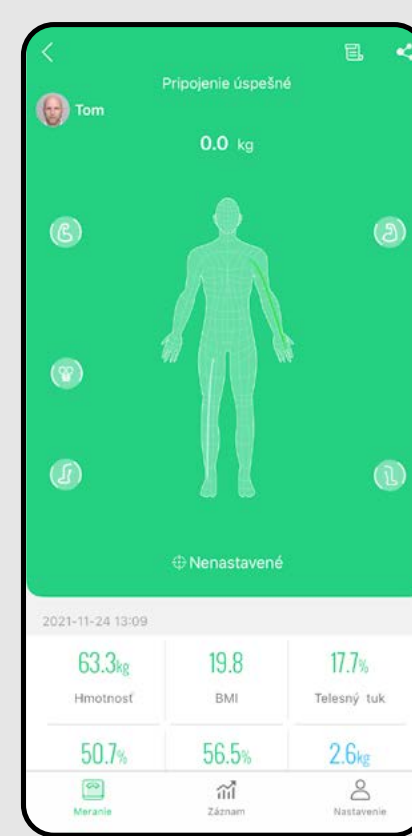 Pripojenie úspešné
Tom
0.0 kg
Nenastavené
2021-11-24 13:09
63.3kg 19.8 17.7%
Hmotnosť BMI Telesný tuk
50.7% 56.5% 2.6kg
Meranie Záznam Nastavenie